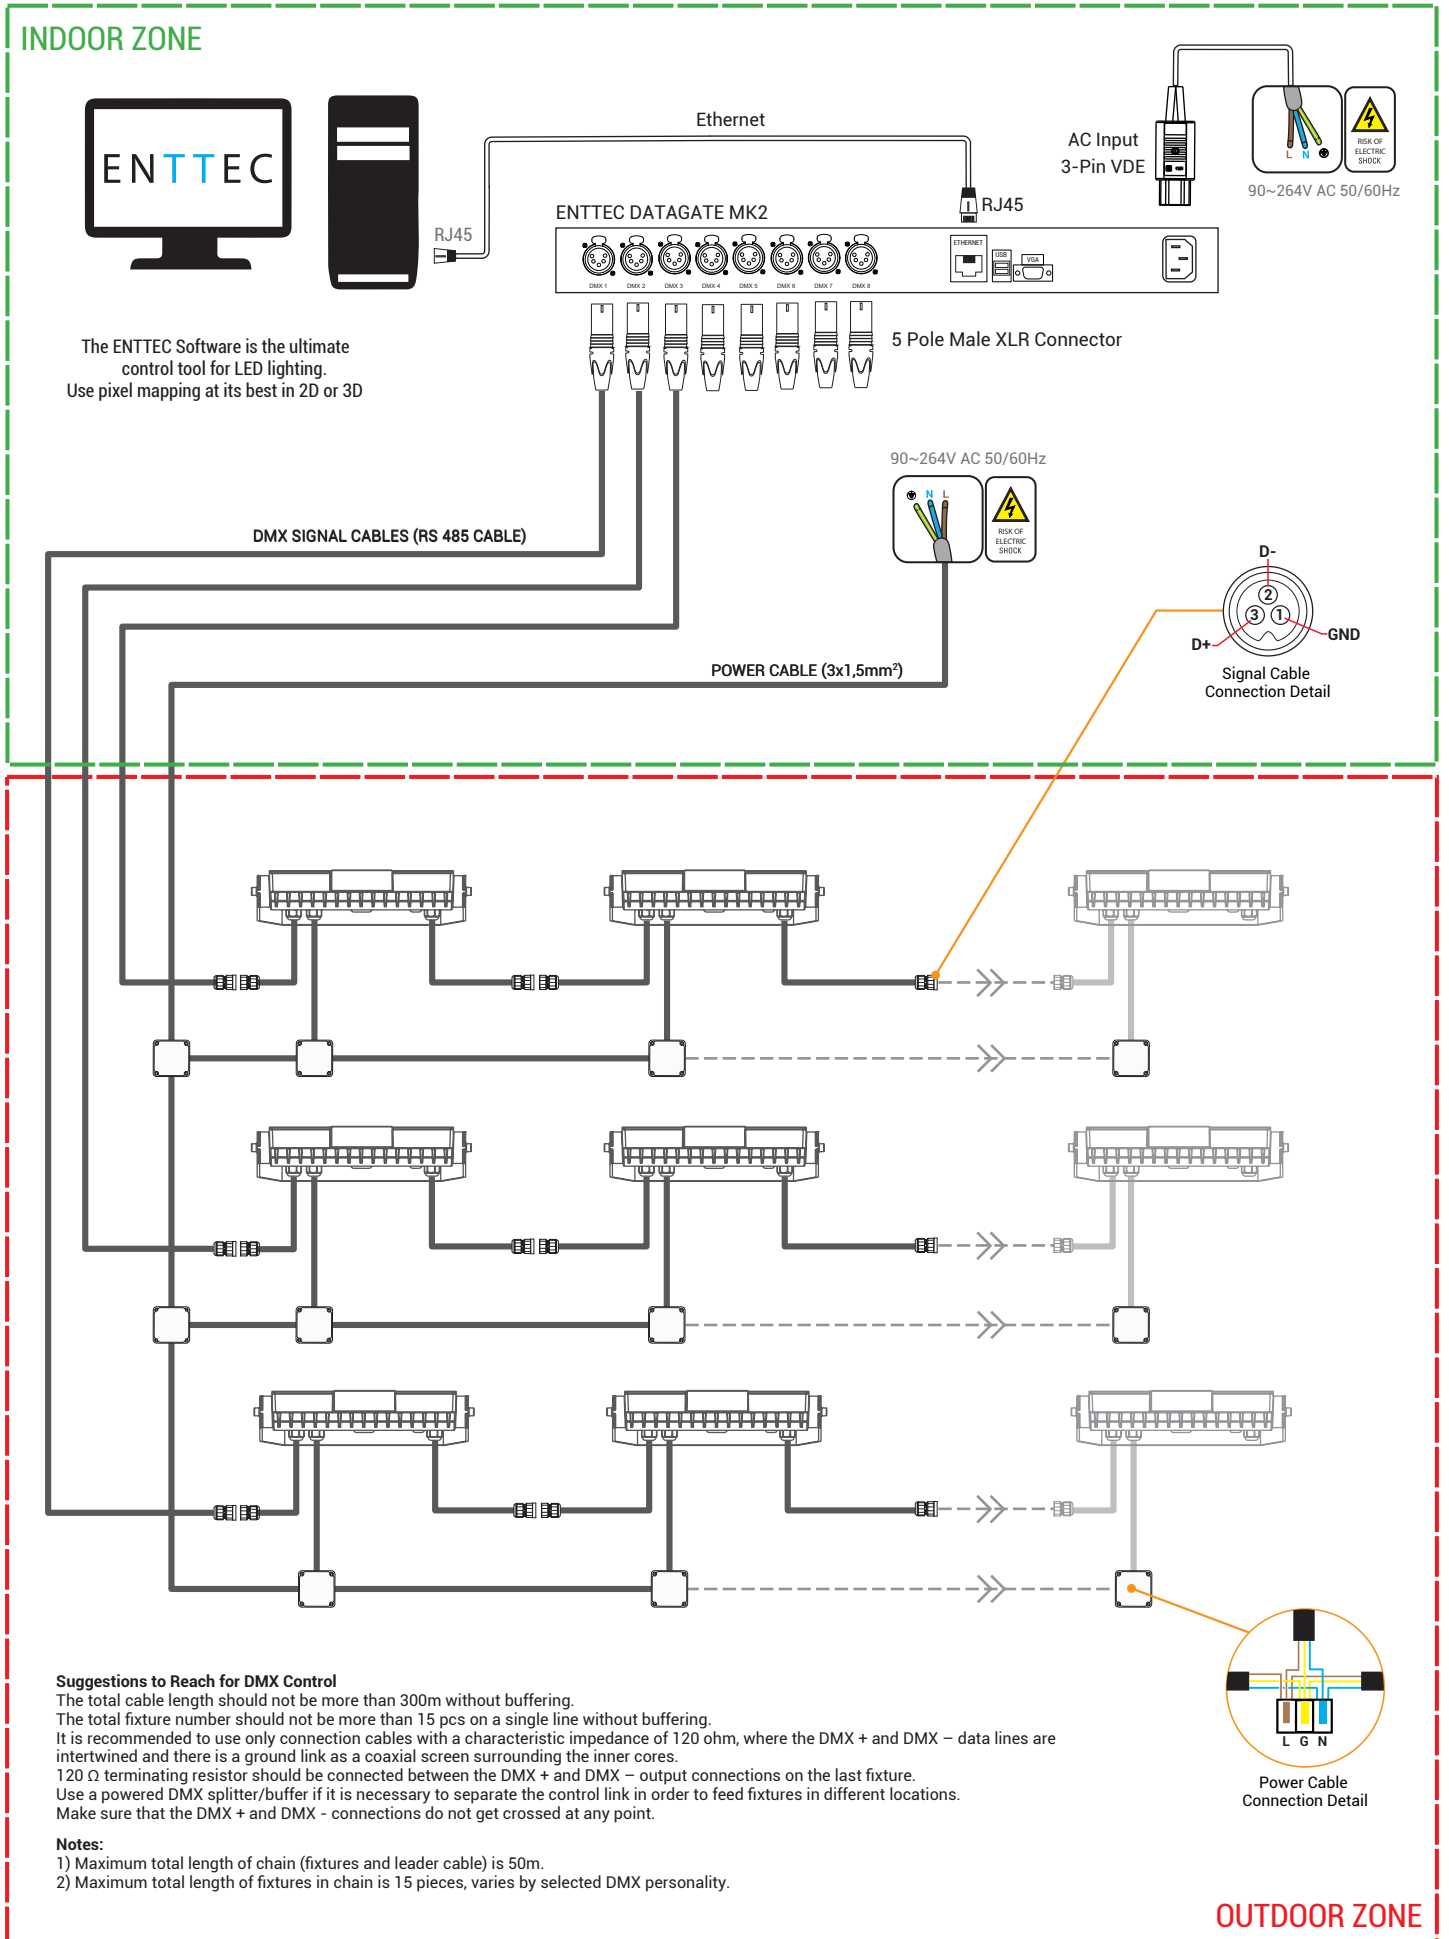 INDOOR ZONE
ENTTEC
Ethernet
RJ45
RJ45
AC Input
3-Pin VDE
L N
RISK OF
ELECTRIC
SHOCK
90~264V AC 50/60Hz
ENTTEC DATAGATE MK2
DMX 1 DMX 2 DMX 3 DMX 4 DMX 5 DMX 6 DMX 7 DMX 8
ETHERNET
USB
VGA
5 Pole Male XLR Connector
The ENTTEC Software is the ultimate
control tool for LED lighting.
Use pixel mapping at its best in 2D or 3D
90~264V AC 50/60Hz
N L
RISK OF
ELECTRIC
SHOCK
DMX SIGNAL CABLES (RS 485 CABLE)
D-
2
3 1
D+
GND
Signal Cable
Connection Detail
POWER CABLE (3x1,5mm²)
Suggestions to Reach for DMX Control
The total cable length should not be more than 300m without buffering.
The total fixture number should not be more than 15 pcs on a single line without buffering.
It is recommended to use only connection cables with a characteristic impedance of 120 ohm, where the DMX + and DMX – data lines are
intertwined and there is a ground link as a coaxial screen surrounding the inner cores.
120 Ω terminating resistor should be connected between the DMX + and DMX – output connections on the last fixture.
Use a powered DMX splitter/buffer if it is necessary to separate the control link in order to feed fixtures in different locations.
Make sure that the DMX + and DMX - connections do not get crossed at any point.
Notes:
1) Maximum total length of chain (fixtures and leader cable) is 50m.
2) Maximum total length of fixtures in chain is 15 pieces, varies by selected DMX personality.
L G N
Power Cable
Connection Detail
OUTDOOR ZONE